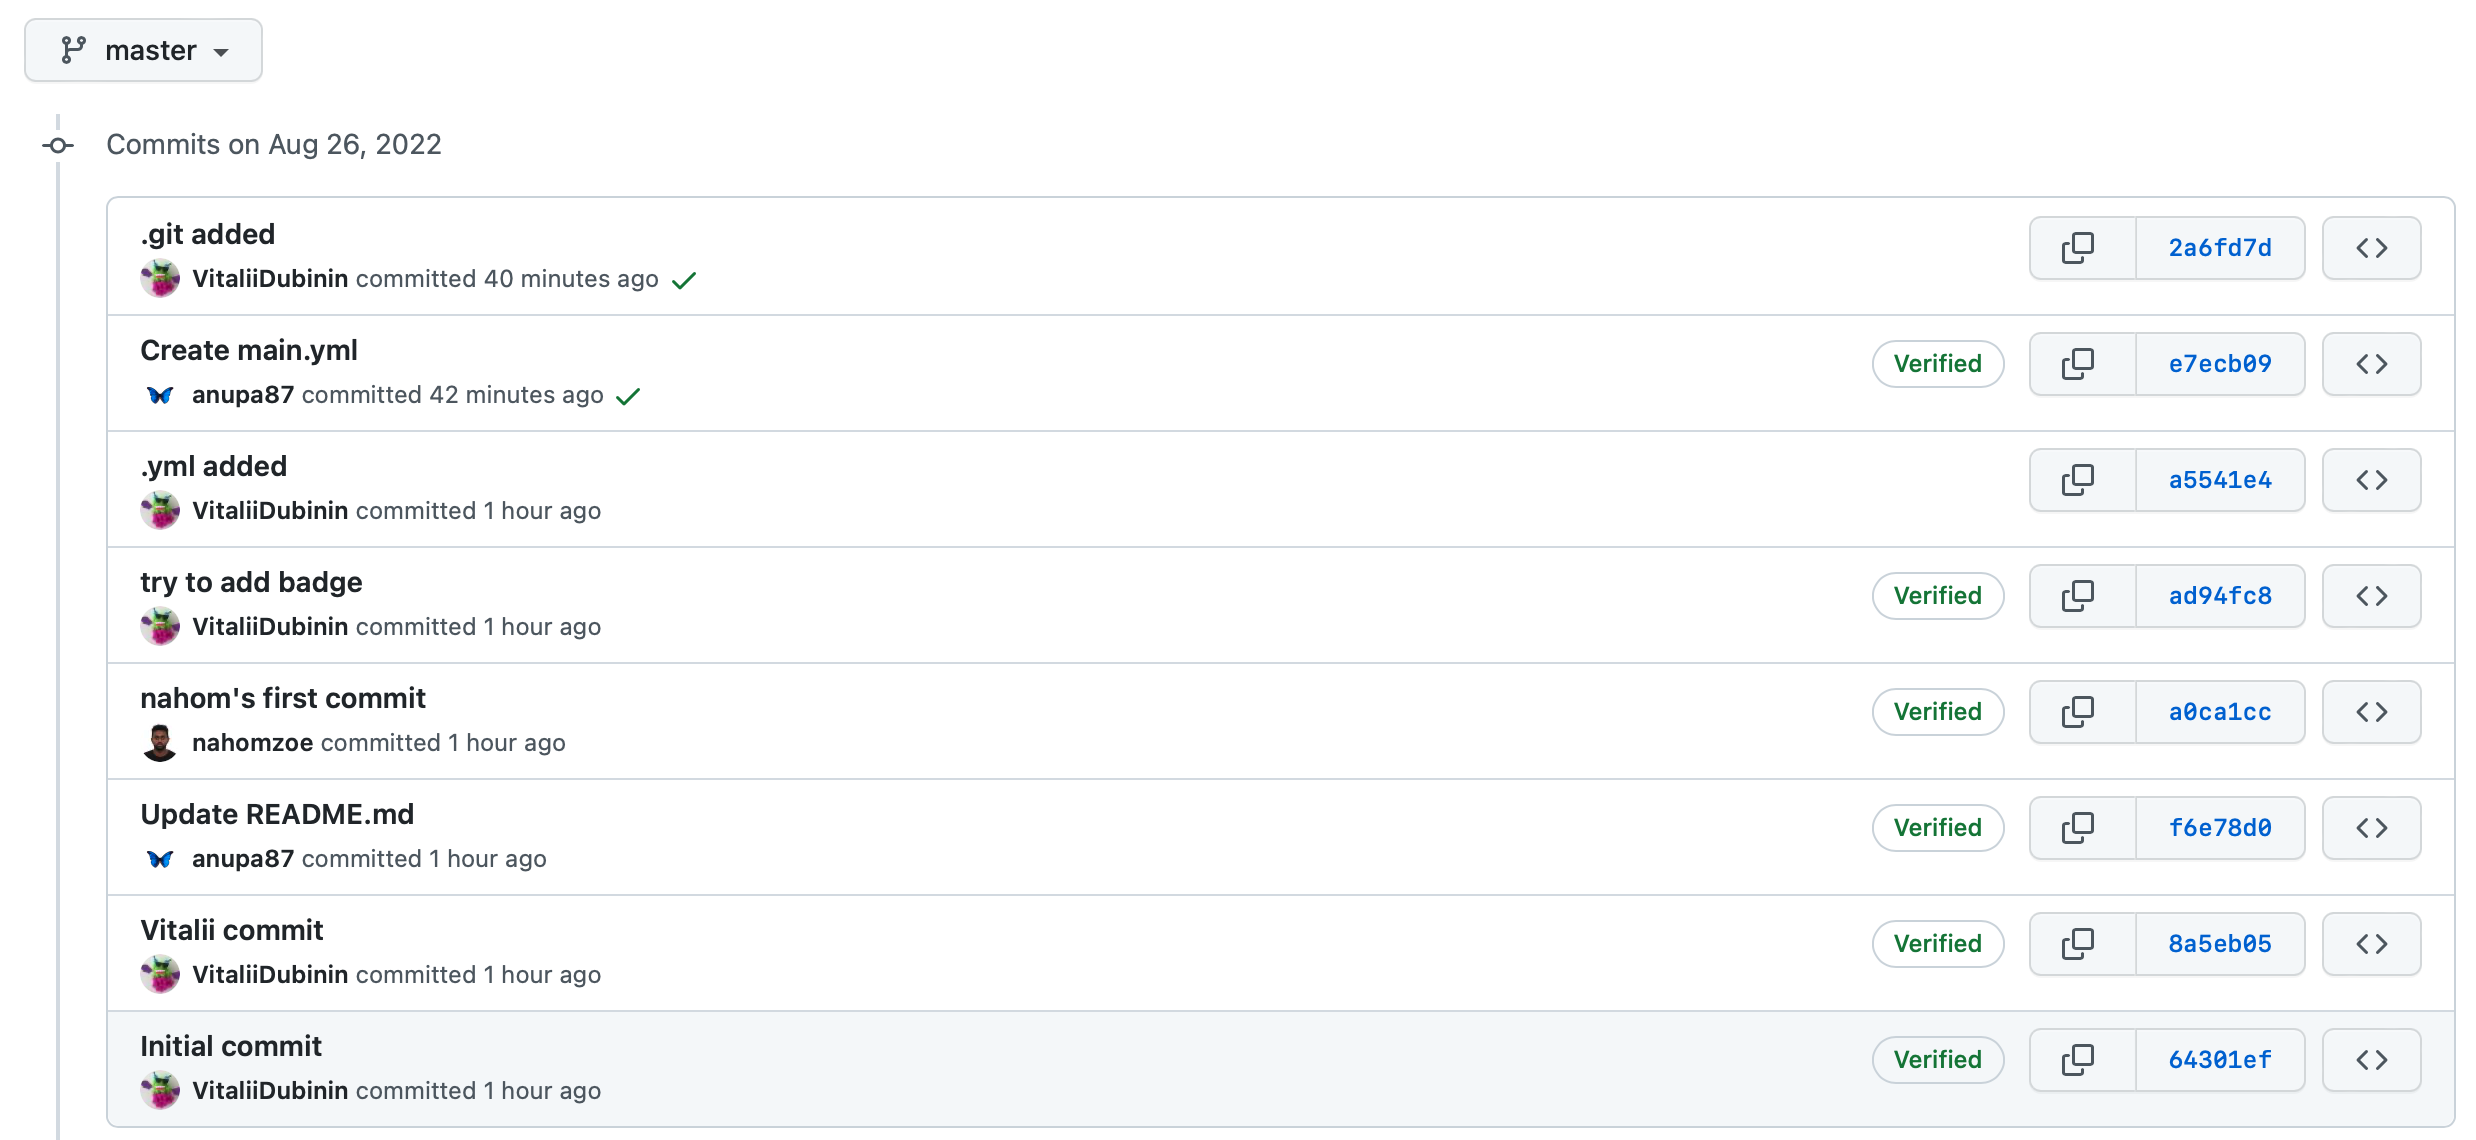 master
Commits on Aug 26, 2022
.git added
2a6fd7d
VitaliiDubinin committed 40 minutes ago
Create main.yml
Verified
e7ecb09
anupa87 committed 42 minutes ago
.yml added
a5541e4
VitaliiDubinin committed 1 hour ago
try to add badge
Verified
ad94fc8
VitaliiDubinin committed 1 hour ago
nahom's first commit
Verified
a0ca1cc
nahomzoe committed 1 hour ago
Update README.md
Verified
f6e78d0
anupa87 committed 1 hour ago
Vitalii commit
Verified
8a5eb05
VitaliiDubinin committed 1 hour ago
Initial commit
Verified
64301ef
VitaliiDubinin committed 1 hour ago